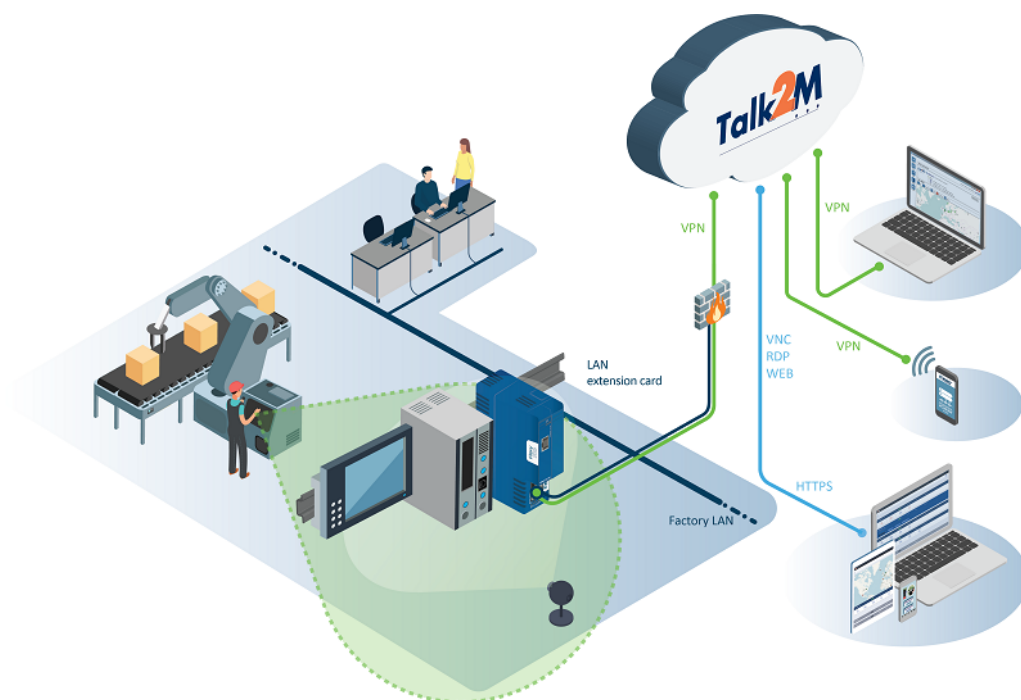 Talk2M
VPN
VPN
VPN
VNC
RDP
WEB
LAN
extension card
HTTPS
Factory LAN